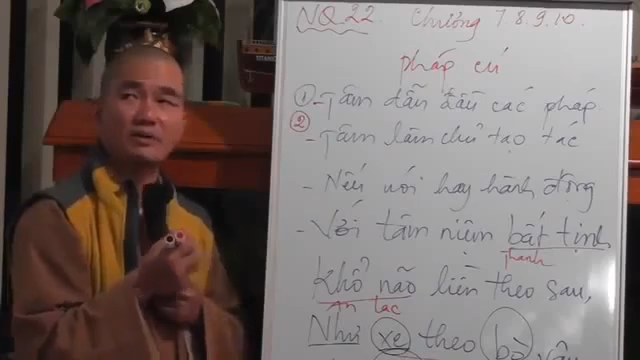 NQ 22. Chương 7.8.9.10.
pháp cú
① - Tâm dẫn đầu các pháp
② - Tâm làm chủ tạo tác
- Nếu nói hay hành động
- Với tâm niệm bất tịnh
thanh
Khổ não liền theo sau,
An lạc
Như xe theo bò